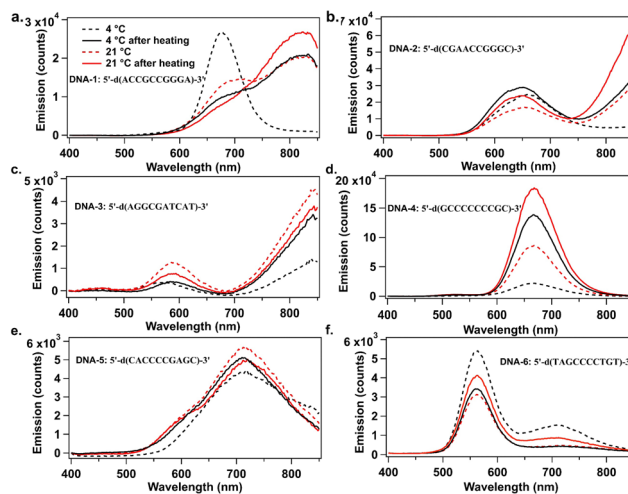 a.
3 x10⁴
2
1
0
Emission (counts)
4 °C
4 °C after heating
21 °C
21 °C after heating
DNA-1: 5'-d(ACCGCCGGGA)-3'
400 500 600 700 800
Wavelength (nm)
b.
7 x10⁴
5
4
3
2
1
0
Emission (counts)
DNA-2: 5'-d(CGAACCGGGC)-3'
400 500 600 700 800
Wavelength (nm)
c.
5 x10³
4
3
2
1
0
Emission (counts)
DNA-3: 5'-d(AGGCGATCAT)-3'
400 500 600 700 800
Wavelength (nm)
d.
20 x10⁴
15
10
5
0
Emission (counts)
DNA-4: 5'-d(GCCCCCCCGC)-3'
400 500 600 700 800
Wavelength (nm)
e.
6 x10³
5
4
3
2
1
0
Emission (counts)
DNA-5: 5'-d(CACCCCGAGC)-3'
400 500 600 700 800
Wavelength (nm)
f.
6 x10³
5
4
3
2
1
0
Emission (counts)
DNA-6: 5'-d(TAGCCCCTGT)-3'
400 500 600 700 800
Wavelength (nm)